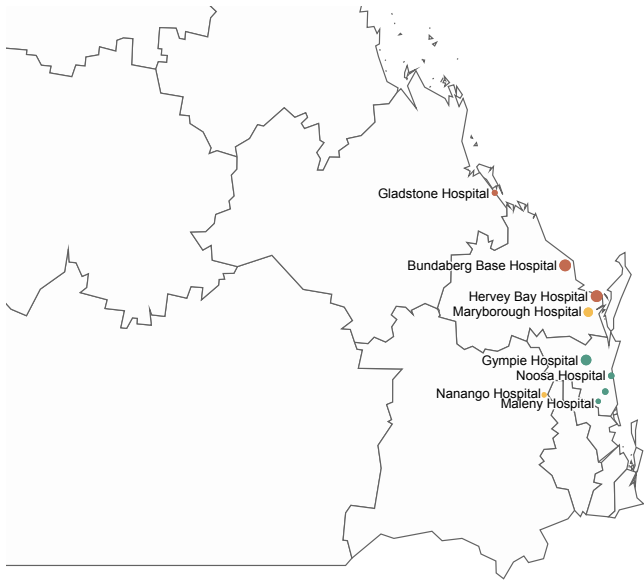 Gladstone Hospital
Bundaberg Base Hospital
Hervey Bay Hospital
Maryborough Hospital
Gympie Hospital
Noosa Hospital
Nanango Hospital
Maleny Hospital